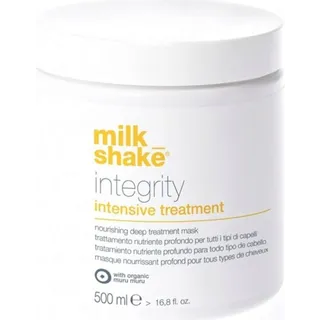 milk
shakē®
integrity
intensive treatment
nourishing deep treatment mask
trattamento nutriente profondo per tutti i tipi di capelli
tratamiento nutriente profundo para todo tipo de cabello
masque nourrissant profond pour tous types de cheveux
with organic
muru muru
500 ml ℮ > 16,8 fl. oz.